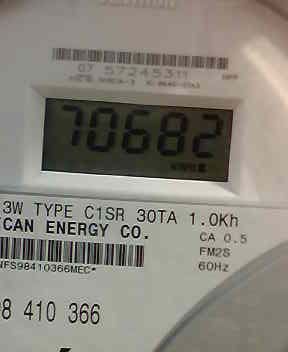 07 57245311
70682
3W TYPE C1SR 30TA 1.0Kh
CAN ENERGY CO.
CA 0.5
FM2S
60Hz
NFS98410366MEC*
8 410 366